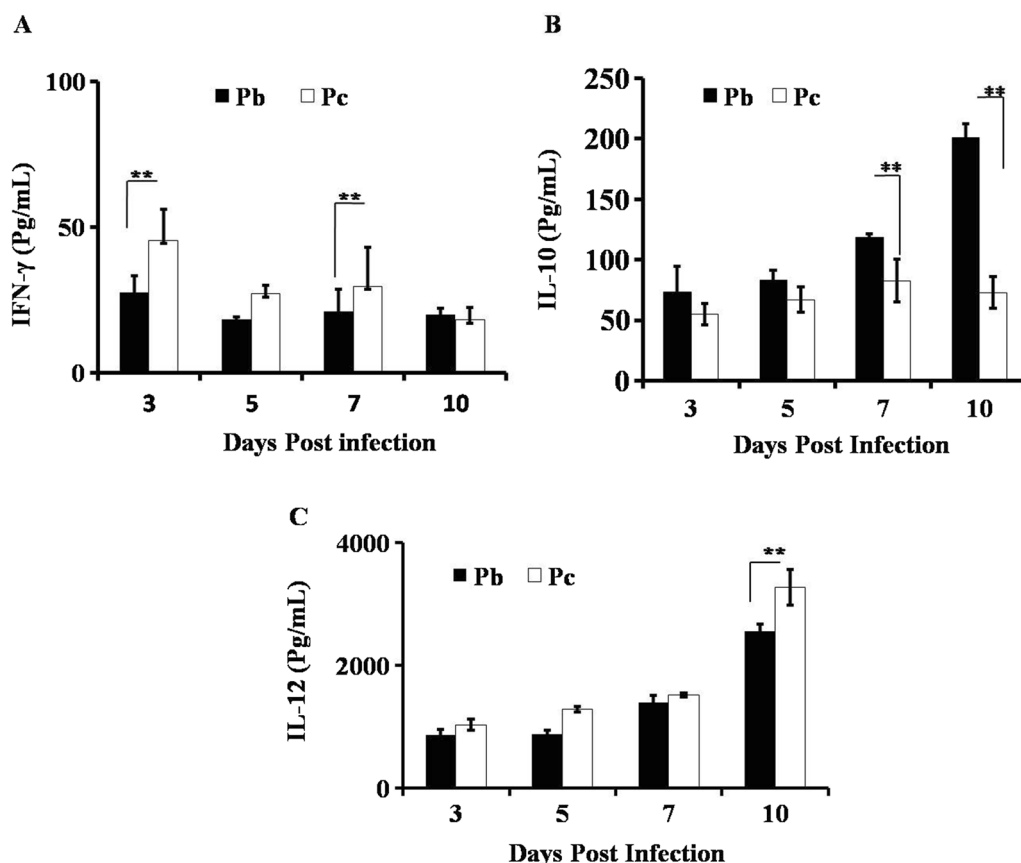 A
100
50
0
IFN-γ (Pg/mL)
Pb Pc
**
**
3 5 7 10
Days Post infection
B
250
200
150
100
50
0
IL-10 (Pg/mL)
Pb Pc
**
**
3 5 7 10
Days Post Infection
C
4000
2000
0
IL-12 (Pg/mL)
Pb Pc
**
3 5 7 10
Days Post Infection